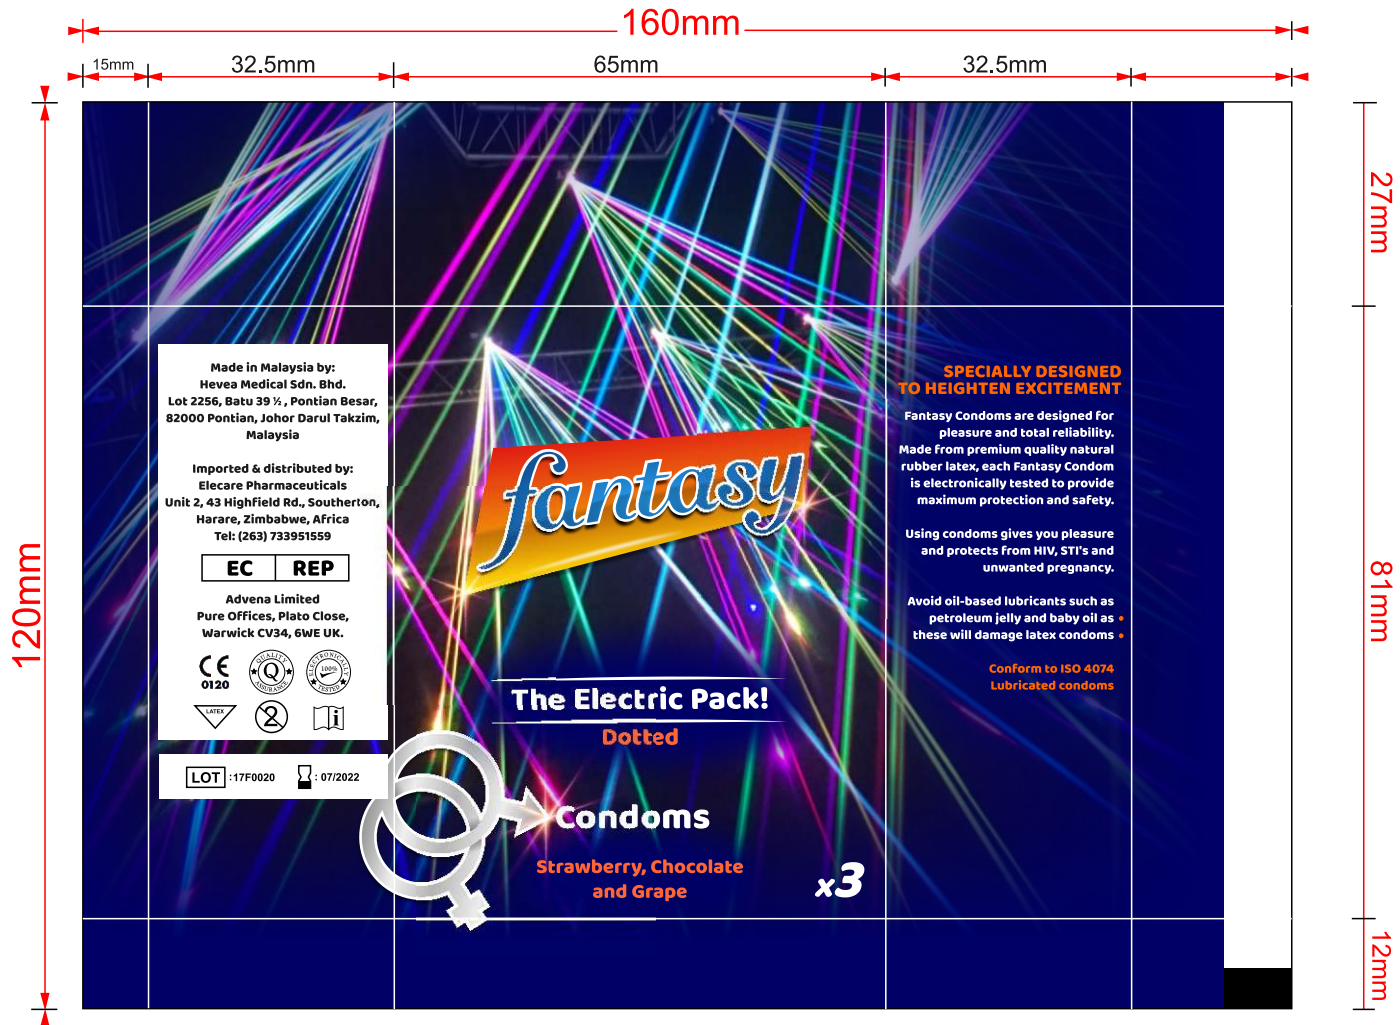 160mm
15mm
32.5mm
65mm
32.5mm
120mm
27mm
81mm
12mm
Made in Malaysia by:
Hevea Medical Sdn. Bhd.
Lot 2256, Batu 39 ½ , Pontian Besar,
82000 Pontian, Johor Darul Takzim,
Malaysia
Imported & distributed by:
Elecare Pharmaceuticals
Unit 2, 43 Highfield Rd., Southerton,
Harare, Zimbabwe, Africa
Tel: (263) 733951559
EC REP
Advena Limited
Pure Offices, Plato Close,
Warwick CV34, 6WE UK.
CE
0120
QUALITY
Q
ASSURANCE
ELECTRONICALLY
100%
TESTED
LATEX
2
i
LOT :17F0020 : 07/2022
fantasy
The Electric Pack!
Dotted
Condoms
Strawberry, Chocolate
and Grape
x3
SPECIALLY DESIGNED
TO HEIGHTEN EXCITEMENT
Fantasy Condoms are designed for
pleasure and total reliability.
Made from premium quality natural
rubber latex, each Fantasy Condom
is electronically tested to provide
maximum protection and safety.
Using condoms gives you pleasure
and protects from HIV, STI's and
unwanted pregnancy.
Avoid oil-based lubricants such as
petroleum jelly and baby oil as •
these will damage latex condoms •
Conform to ISO 4074
Lubricated condoms